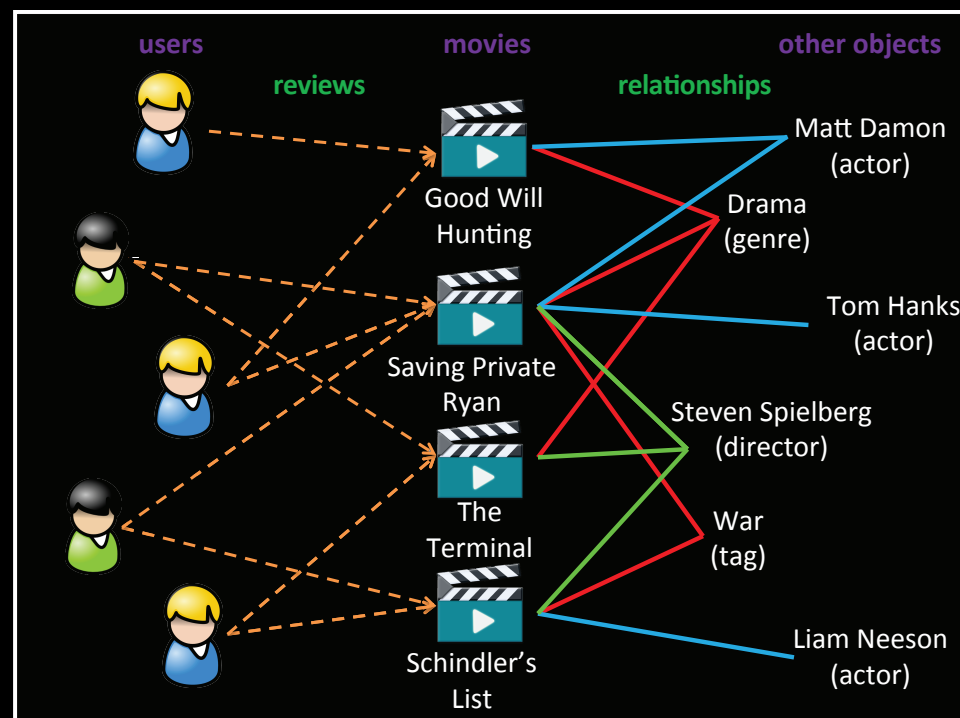 users
movies
other objects
reviews
relationships
Good Will
Hunting
Saving Private
Ryan
The
Terminal
Schindler’s
List
Matt Damon
(actor)
Drama
(genre)
Tom Hanks
(actor)
Steven Spielberg
(director)
War
(tag)
Liam Neeson
(actor)